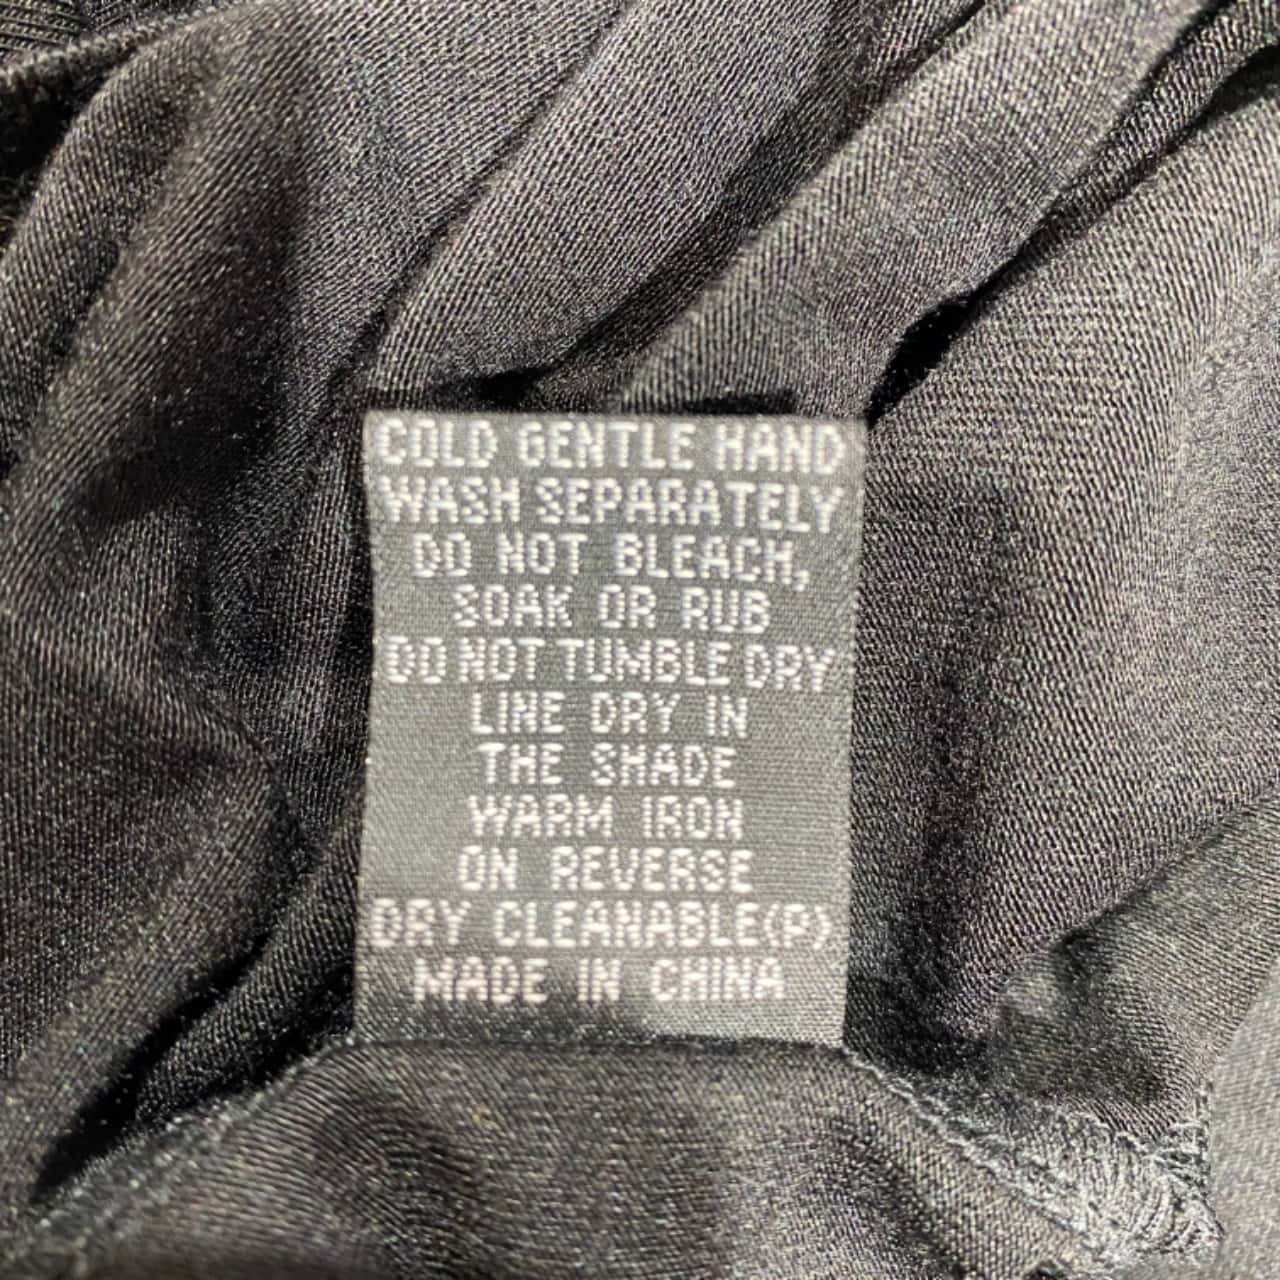 COLD GENTLE HAND
WASH SEPARATELY
DO NOT BLEACH,
SOAK OR RUB
DO NOT TUMBLE DRY
LINE DRY IN
THE SHADE
WARM IRON
ON REVERSE
DRY CLEANABLE(P)
MADE IN CHINA